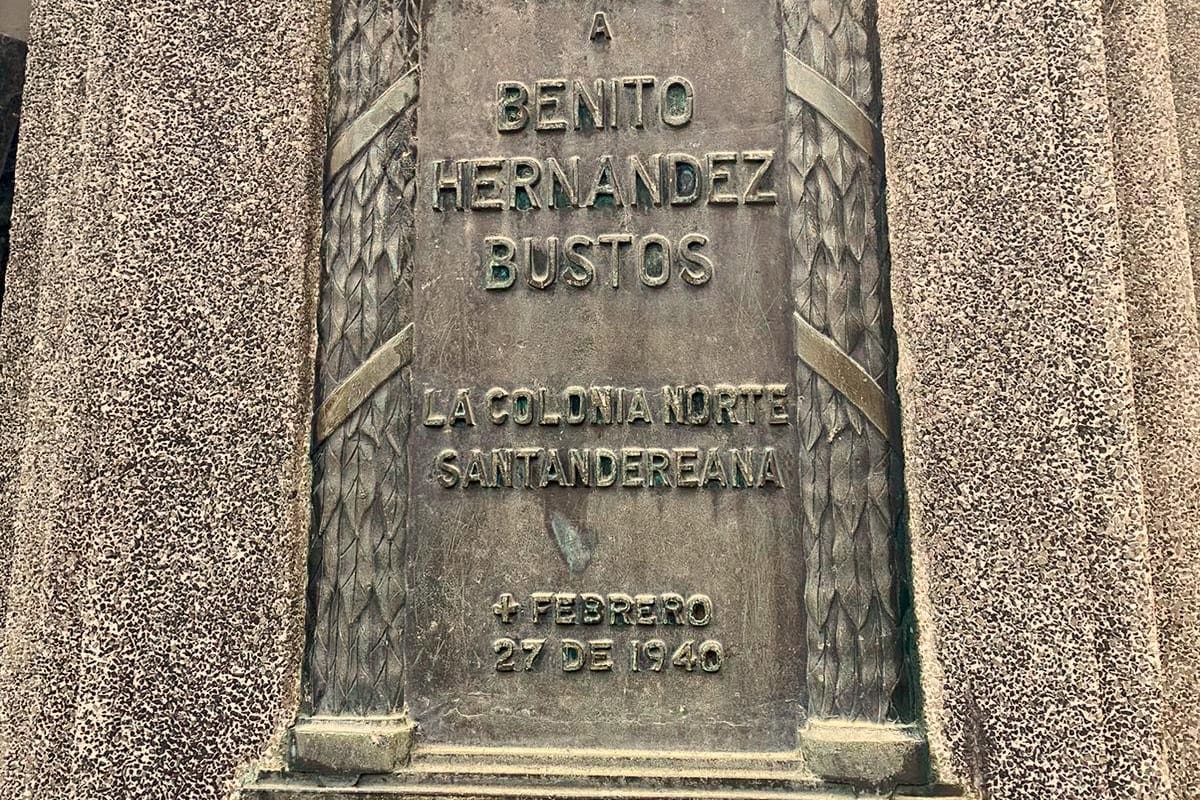 A
BENITO
HERNANDEZ
BUSTOS
LA COLONIA NORTE
SANTANDEREANA
+ FEBRERO
27 DE 1940